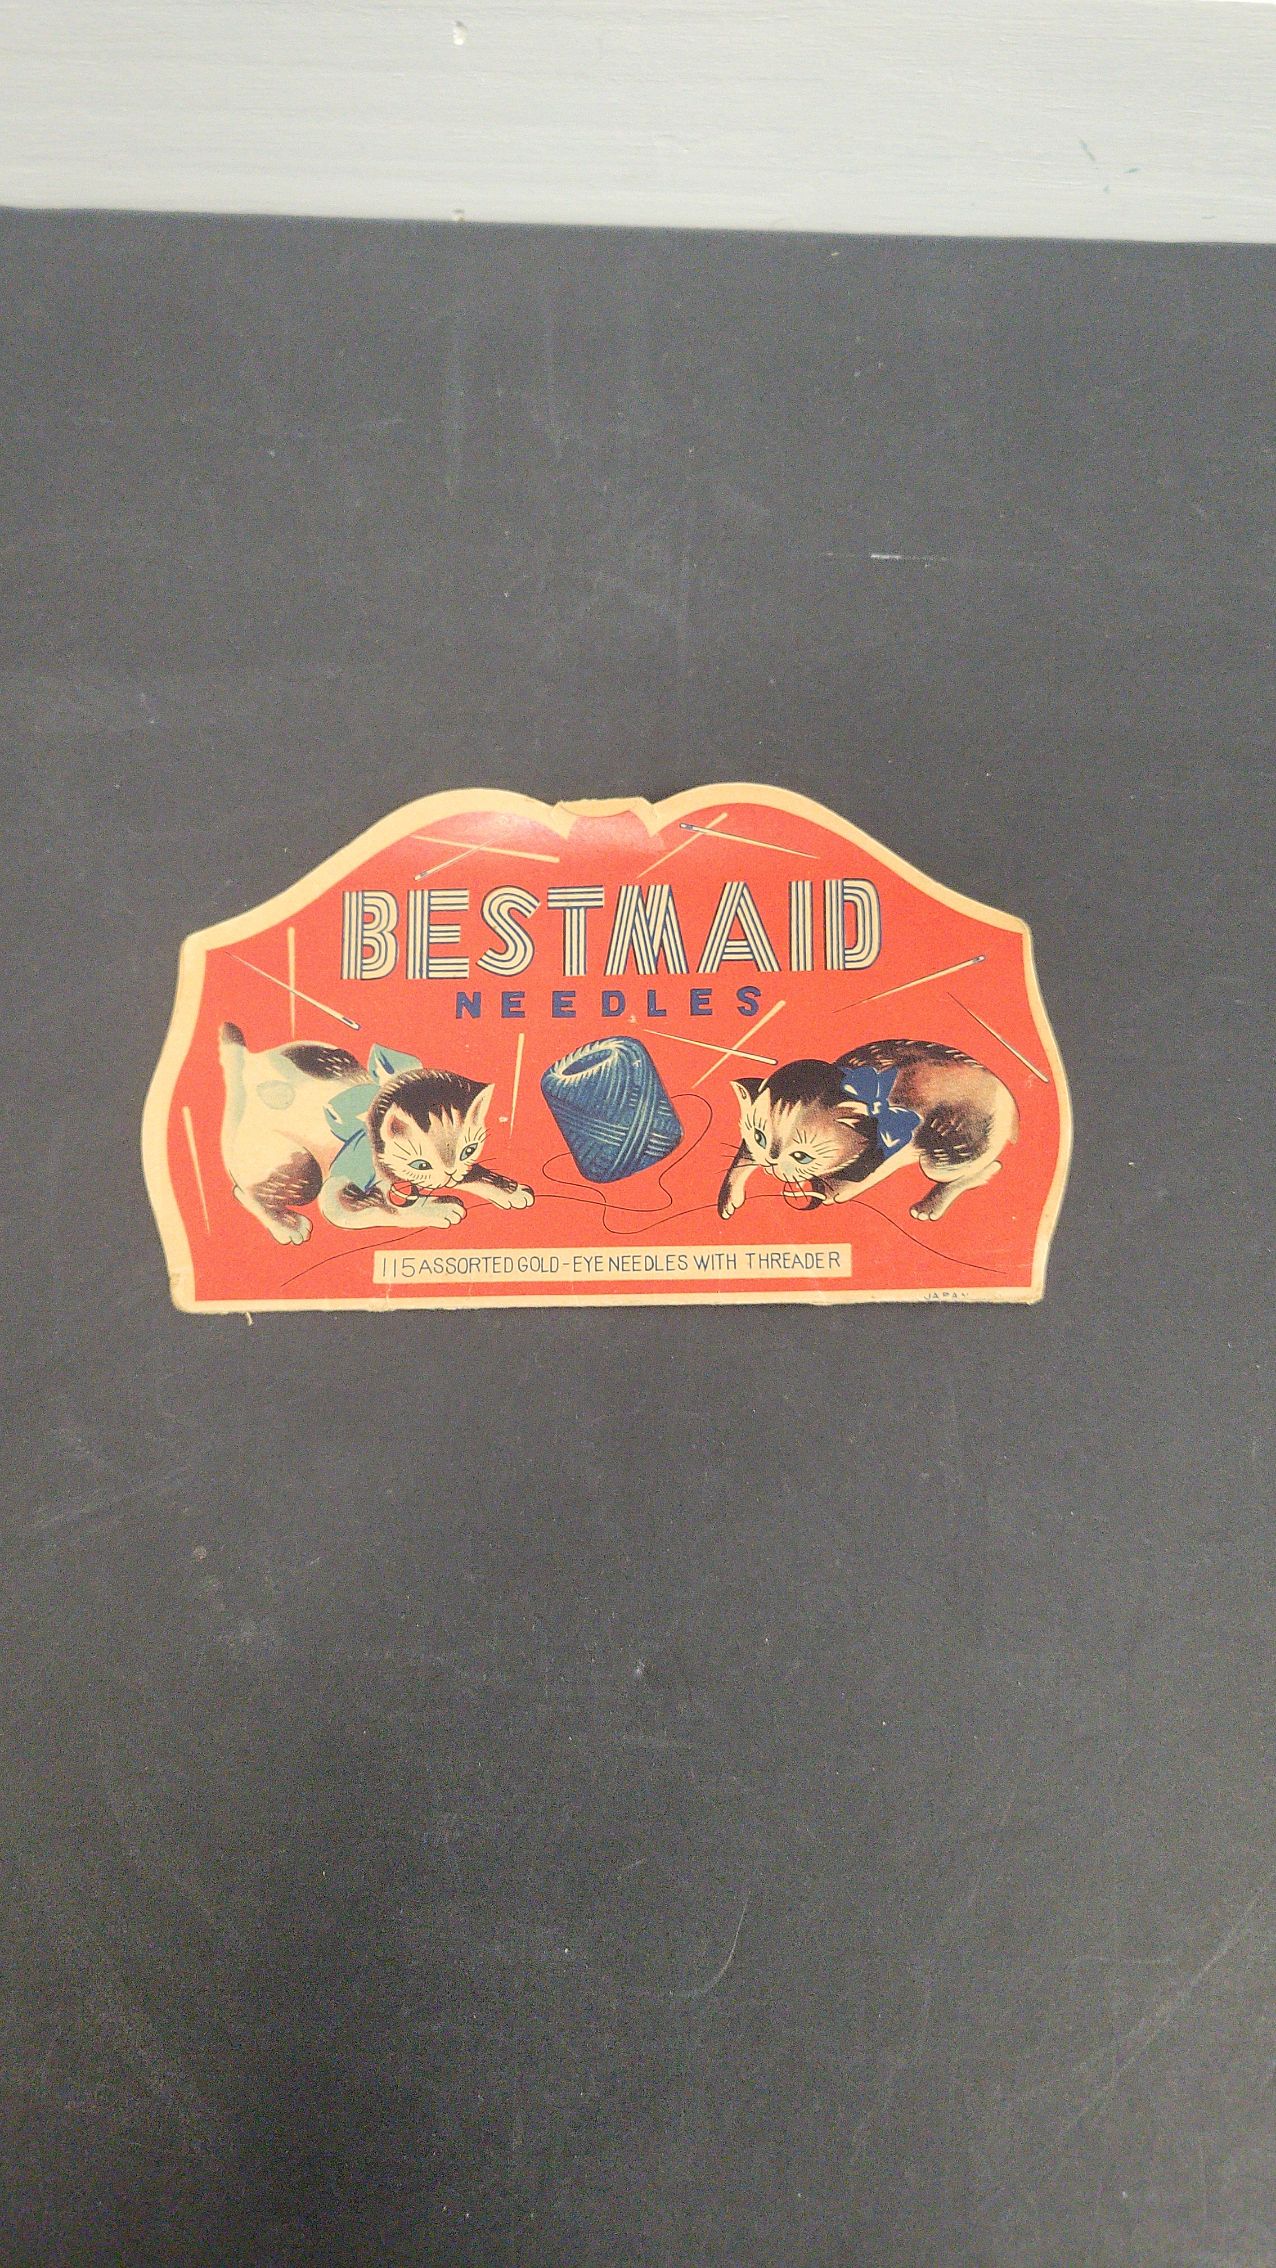 BESTMAID
NEEDLES
115 ASSORTED GOLD-EYE NEEDLES WITH THREADER
JAPAN